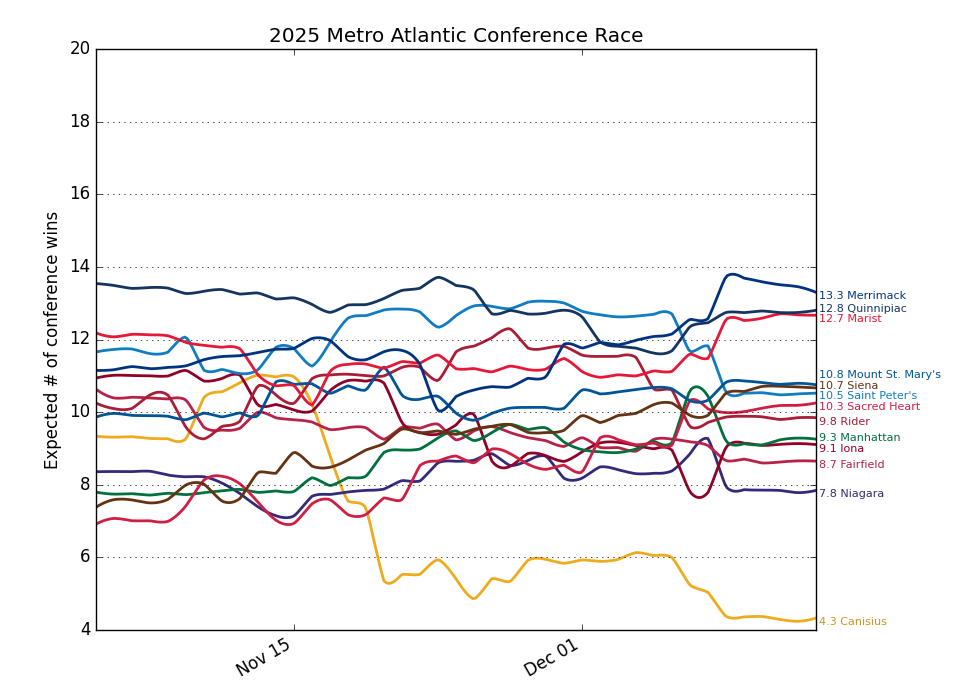 2025 Metro Atlantic Conference Race
Expected # of conference wins
20
18
16
14
12
10
8
6
4
Nov 15
Dec 01
13.3 Merrimack
12.8 Quinnipiac
12.7 Marist
10.8 Mount St. Mary's
10.7 Siena
10.5 Saint Peter's
10.3 Sacred Heart
9.8 Rider
9.3 Manhattan
9.1 Iona
8.7 Fairfield
7.8 Niagara
4.3 Canisius